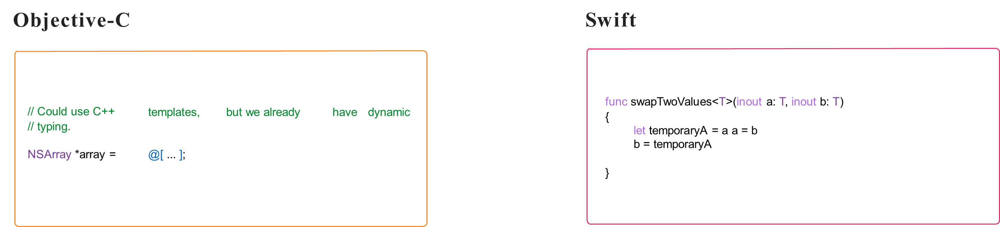 Objective-C
// Could use C++ templates, but we already have dynamic
// typing.
NSArray *array = @[ ... ];
Swift
func swapTwoValues<T>(inout a: T, inout b: T)
{
let temporaryA = a a = b
b = temporaryA
}